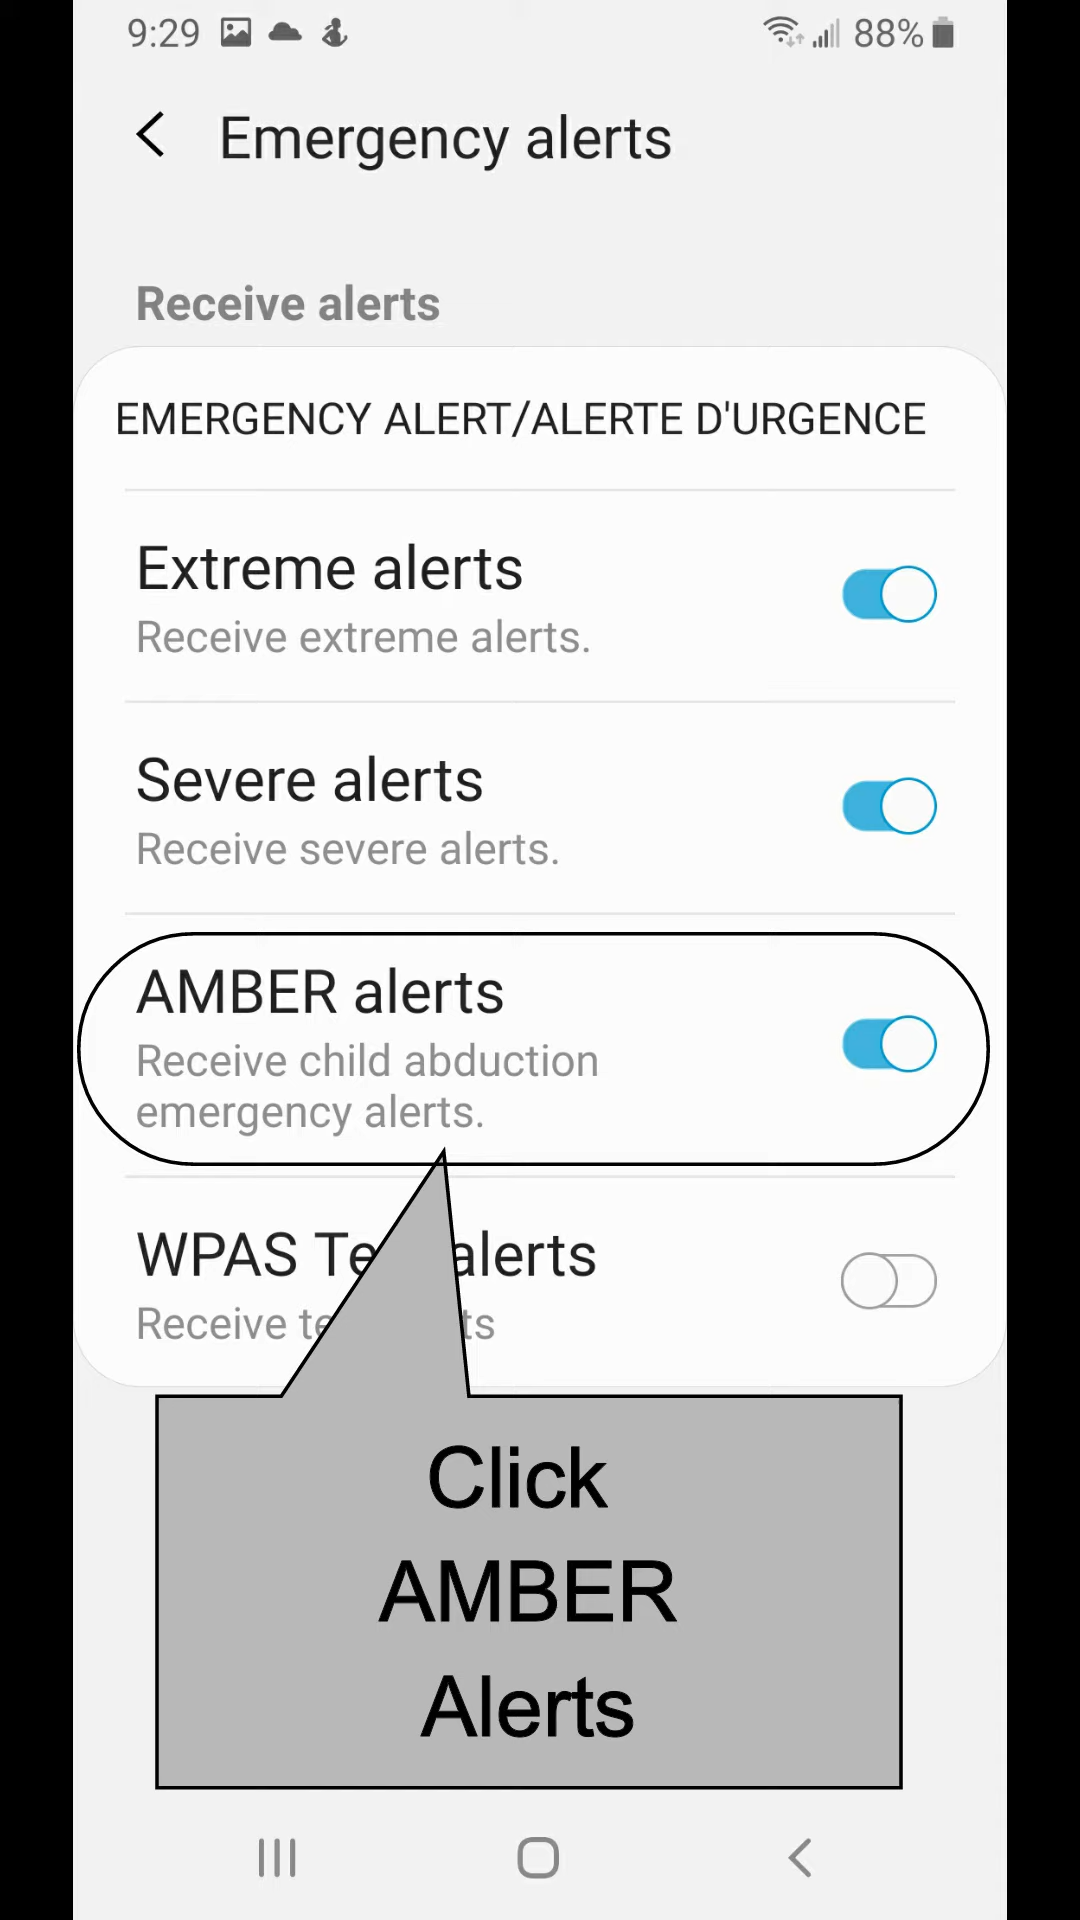 9:29 88%
Emergency alerts
Receive alerts
EMERGENCY ALERT/ALERTE D'URGENCE
Extreme alerts
Receive extreme alerts.
Severe alerts
Receive severe alerts.
AMBER alerts
Receive child abduction
emergency alerts.
WPAS Te alerts
Receive te ts
Click
AMBER
Alerts